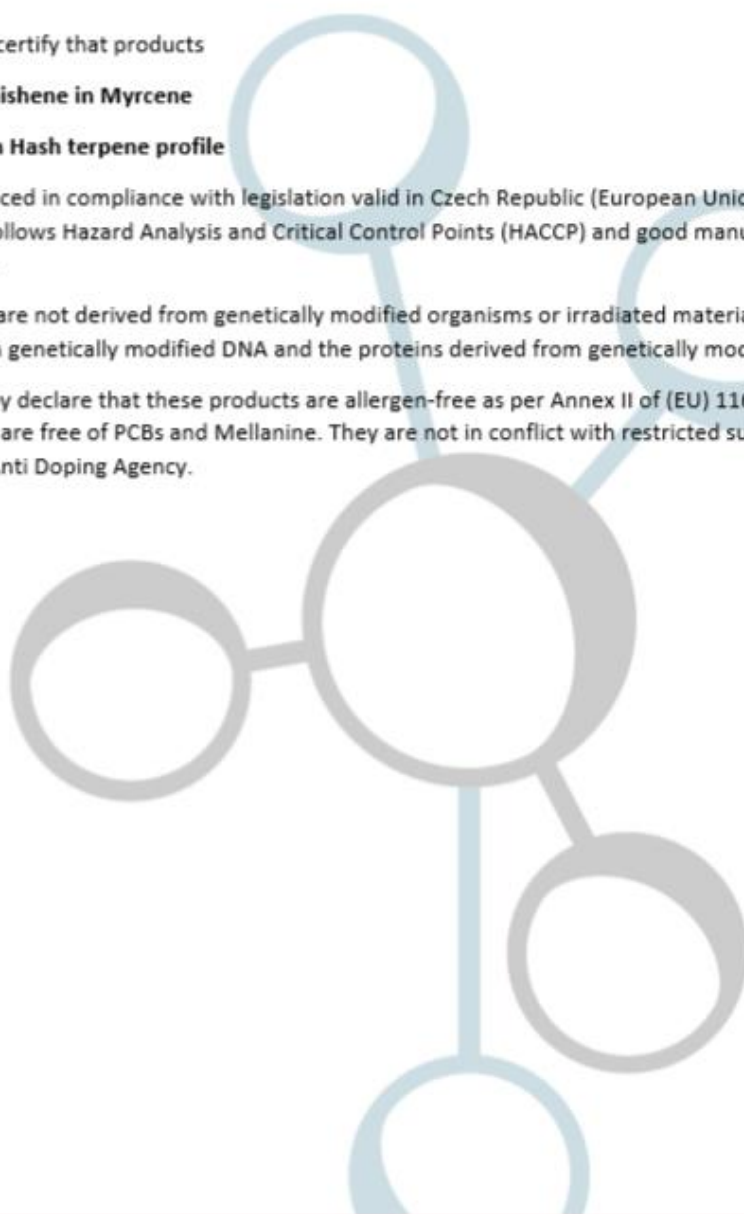 certify that products
ishene in Myrcene
Hash terpene profile
ced in compliance with legislation valid in Czech Republic (European Unio
llows Hazard Analysis and Critical Control Points (HACCP) and good manu
are not derived from genetically modified organisms or irradiated materia
genetically modified DNA and the proteins derived from genetically mod
y declare that these products are allergen-free as per Annex II of (EU) 116
are free of PCBs and Mellanine. They are not in conflict with restricted su
nti Doping Agency.